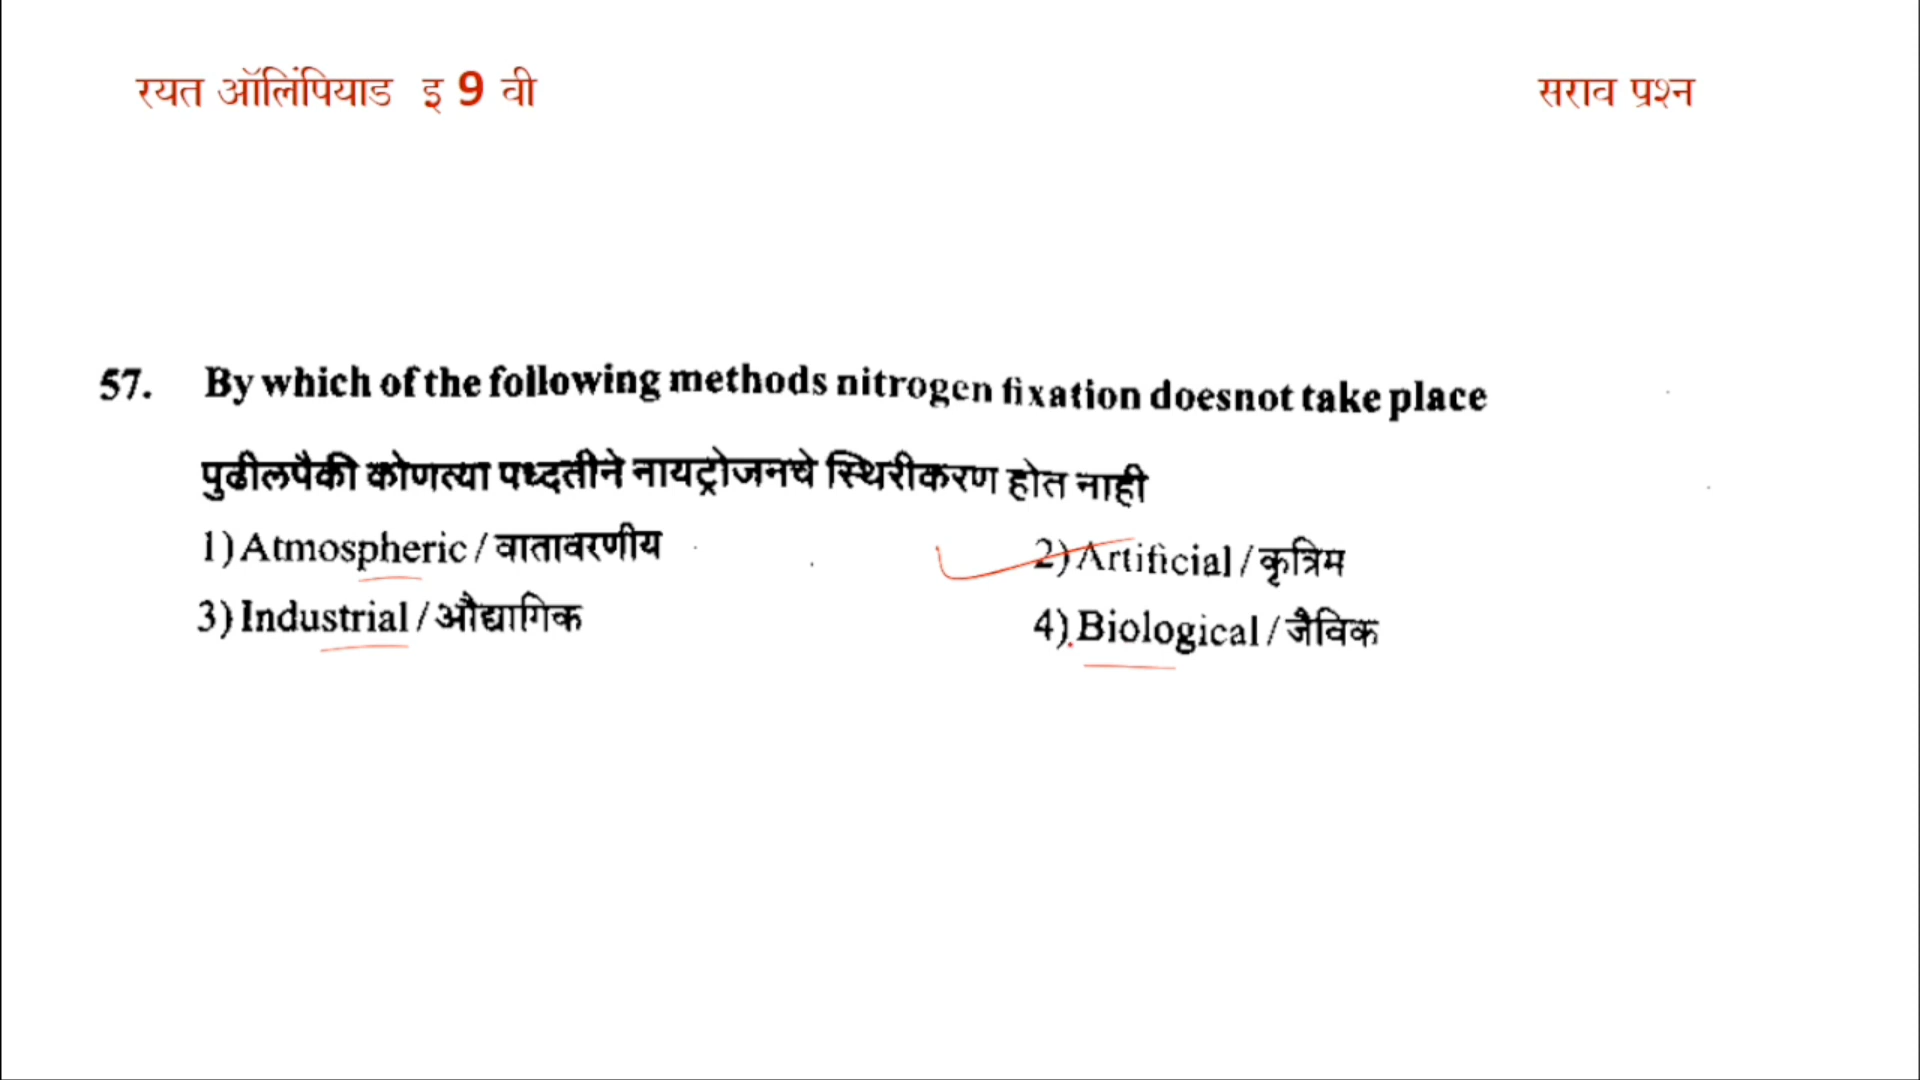 रयत ऑलिंपियाड इ 9 वी
सराव प्रश्न
57. By which of the following methods nitrogen fixation doesnot take place
पुढीलपैकी कोणत्या पध्दतीने नायट्रोजनचे स्थिरीकरण होत नाही
1) Atmospheric / वातावरणीय 2) Artificial / कृत्रिम
3) Industrial / औद्यागिक 4) Biological / जैविक